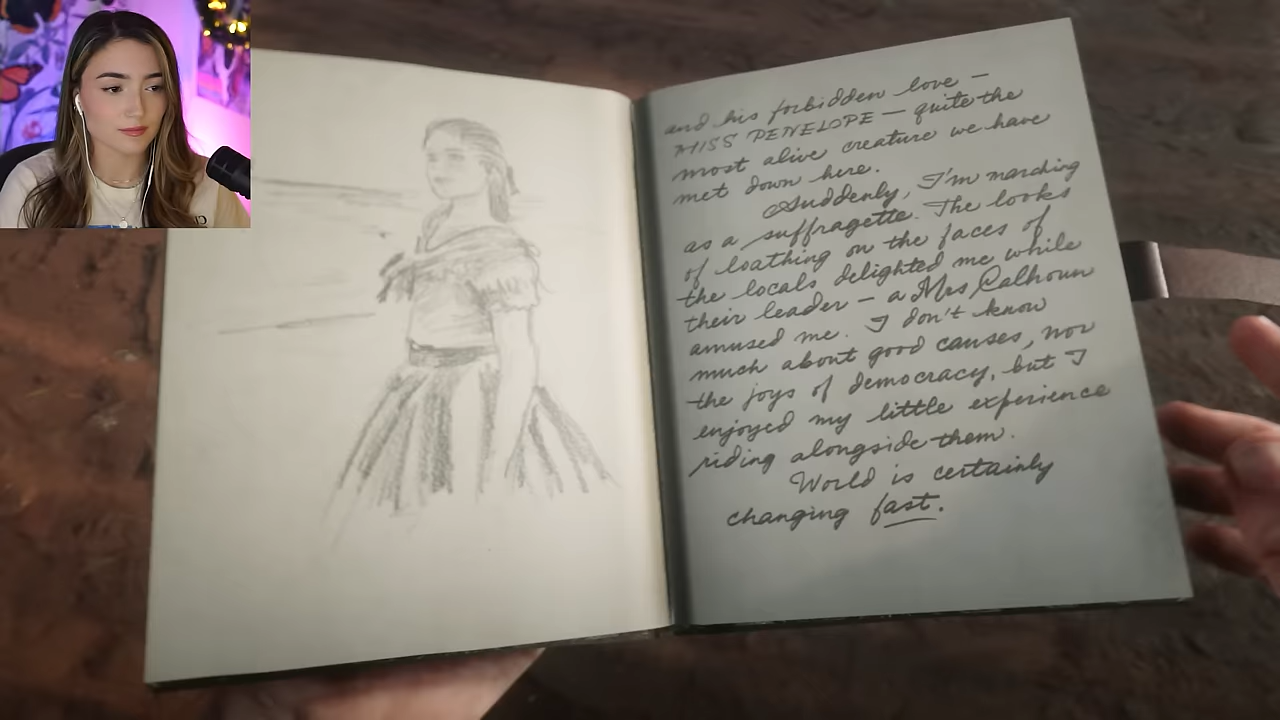 and his forbidden love —
MISS PENELOPE — quite the
most alive creature we have
met down here.
Suddenly, I'm marching
as a suffragette. The looks
of loathing on the faces of
the locals delighted me while
their leader — a Mrs Calhoun
amused me. I don't know
much about good causes, nor
the joys of democracy, but I
enjoyed my little experience
riding alongside them.
World is certainly
changing fast.